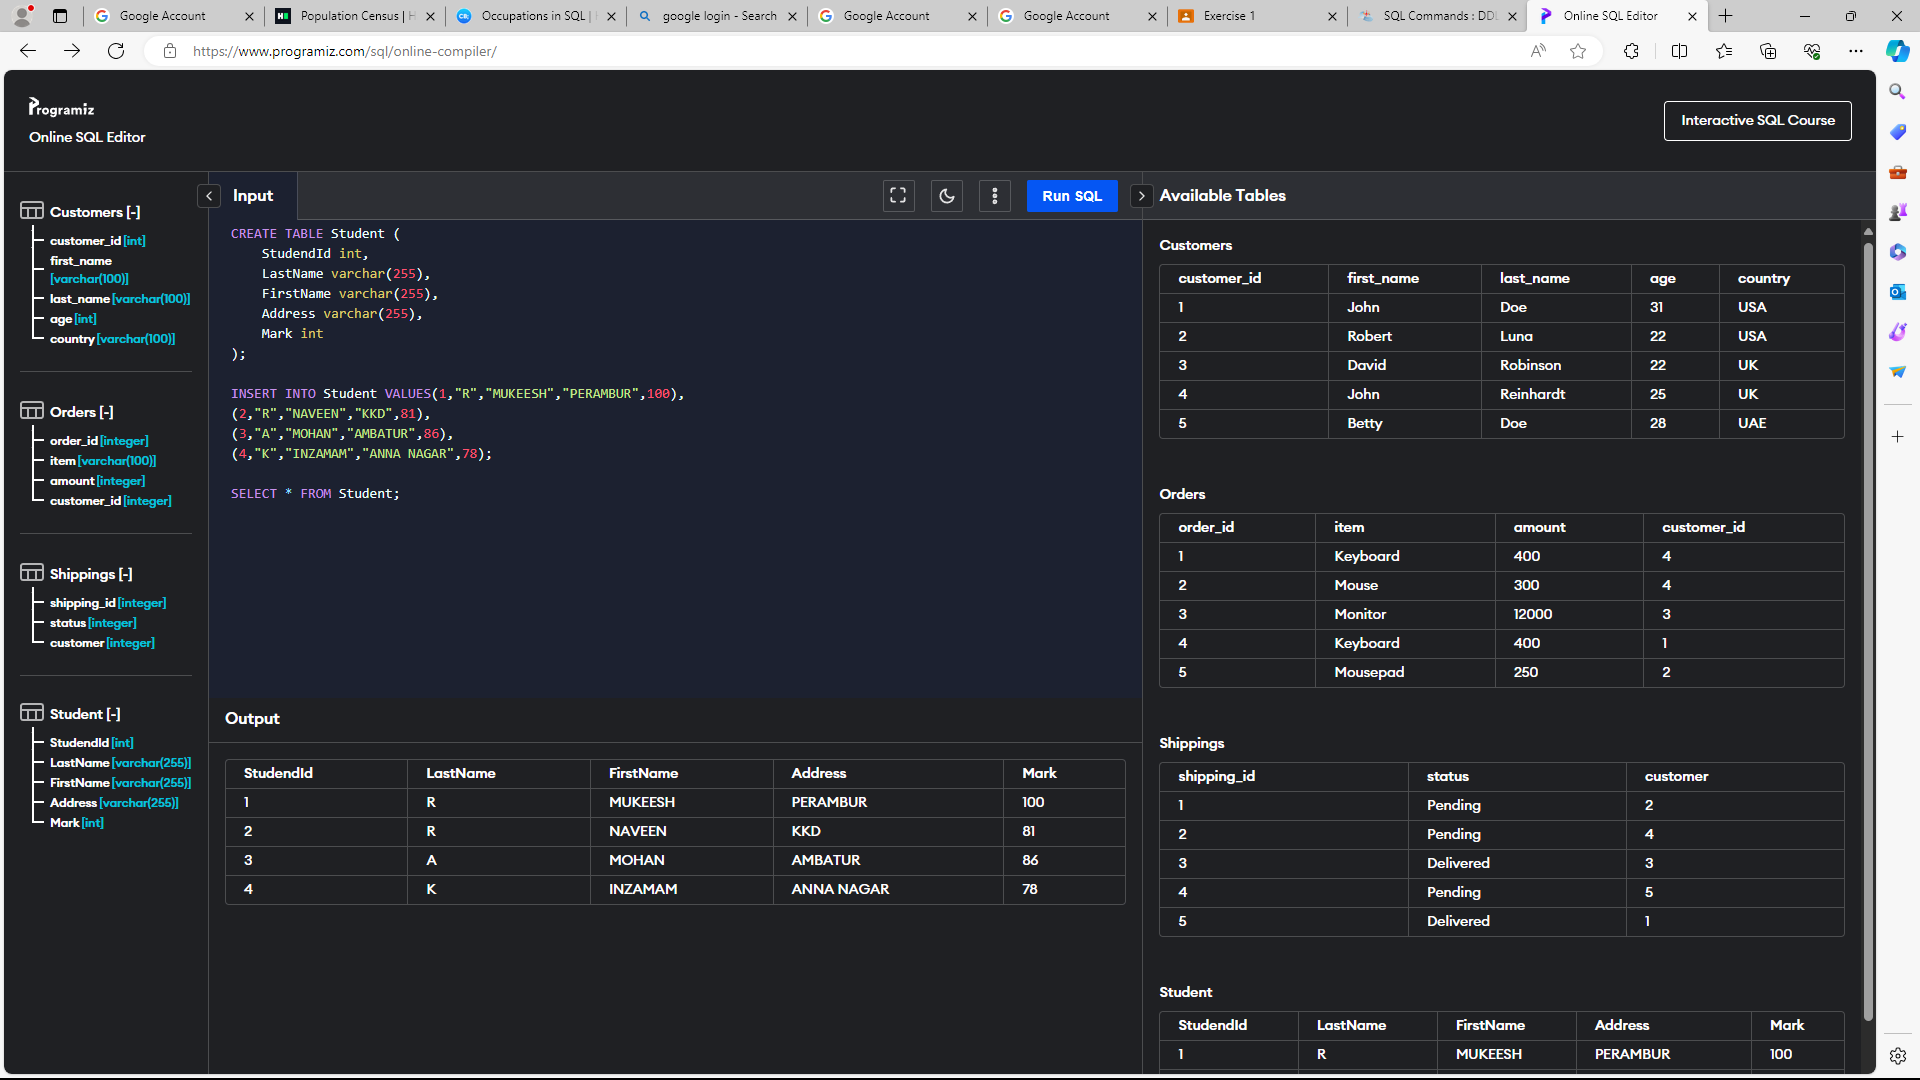 Google Account
Population Census | H
Occupations in SQL |
google login - Search
Google Account
Google Account
Exercise 1
SQL Commands : DDL
Online SQL Editor
https://www.programiz.com/sql/online-compiler/
Programiz
Online SQL Editor
Interactive SQL Course
Customers [-]
customer_id [int]
first_name
[varchar(100)]
last_name [varchar(100)]
age [int]
country [varchar(100)]
Orders [-]
order_id [integer]
item [varchar(100)]
amount [integer]
customer_id [integer]
Shippings [-]
shipping_id [integer]
status [integer]
customer [integer]
Student [-]
StudendId [int]
LastName [varchar(255)]
FirstName [varchar(255)]
Address [varchar(255)]
Mark [int]
Input
Run SQL
CREATE TABLE Student (
    StudendId int,
    LastName varchar(255),
    FirstName varchar(255),
    Address varchar(255),
    Mark int
);
INSERT INTO Student VALUES(1,"R","MUKEESH","PERAMBUR",100),
(2,"R","NAVEEN","KKD",81),
(3,"A","MOHAN","AMBATUR",86),
(4,"K","INZAMAM","ANNA NAGAR",78);
SELECT * FROM Student;
Output
StudendId LastName FirstName Address Mark
1 R MUKEESH PERAMBUR 100
2 R NAVEEN KKD 81
3 A MOHAN AMBATUR 86
4 K INZAMAM ANNA NAGAR 78
Available Tables
Customers
customer_id first_name last_name age country
1 John Doe 31 USA
2 Robert Luna 22 USA
3 David Robinson 22 UK
4 John Reinhardt 25 UK
5 Betty Doe 28 UAE
Orders
order_id item amount customer_id
1 Keyboard 400 4
2 Mouse 300 4
3 Monitor 12000 3
4 Keyboard 400 1
5 Mousepad 250 2
Shippings
shipping_id status customer
1 Pending 2
2 Pending 4
3 Delivered 3
4 Pending 5
5 Delivered 1
Student
StudendId LastName FirstName Address Mark
1 R MUKEESH PERAMBUR 100